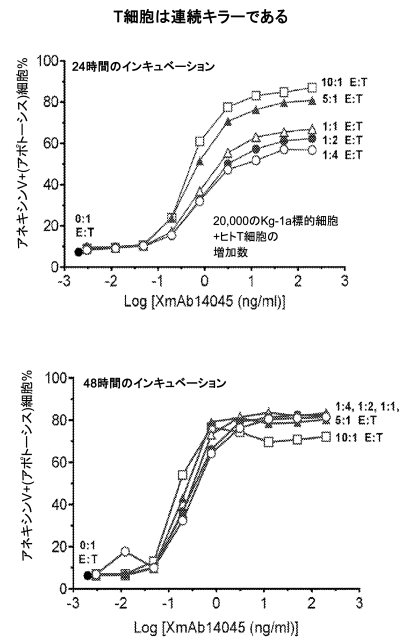 T細胞は連続キラーである
24時間のインキュベーション
アネキシンV+(アポトーシス)細胞%
100
80
60
40
20
0
10:1 E:T
5:1 E:T
1:1 E:T
1:2 E:T
1:4 E:T
0:1
E:T
20,000のKg-1a標的細胞
+ヒトT細胞の
増加数
-3 -2 -1 0 1 2 3
Log [XmAb14045 (ng/ml)]
48時間のインキュベーション
アネキシンV+(アポトーシス)細胞%
100
80
60
40
20
0
1:4, 1:2, 1:1,
5:1 E:T
10:1 E:T
0:1
E:T
-3 -2 -1 0 1 2 3
Log [XmAb14045 (ng/ml)]